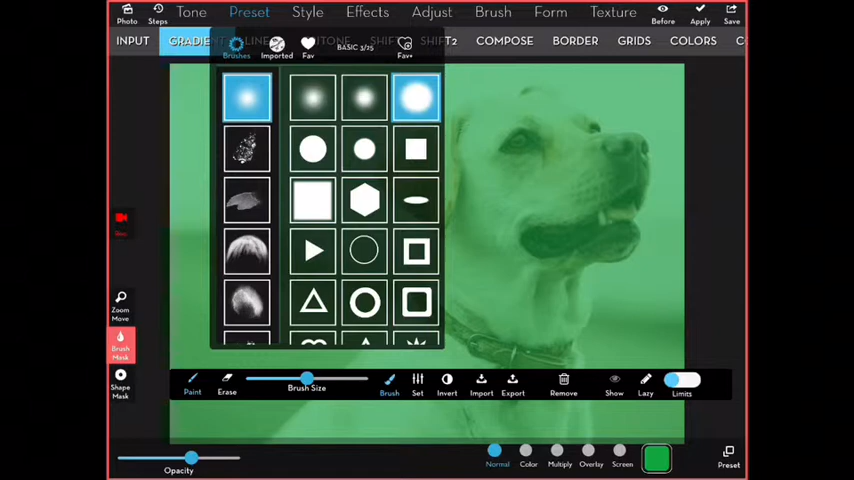 Photo Steps Tone Preset Style Effects Adjust Brush Form Texture Before Apply Save
INPUT GRADIENT SHIFT2 COMPOSE BORDER GRIDS COLORS
Brushes Imported Fav BASIC 3/25 Fav+
Rec
Zoom
Move
Brush
Mask
Shape
Mask
Paint Erase Brush Size Brush Set Invert Import Export Remove Show Lazy Limits
Opacity Normal Color Multiply Overlay Screen Preset